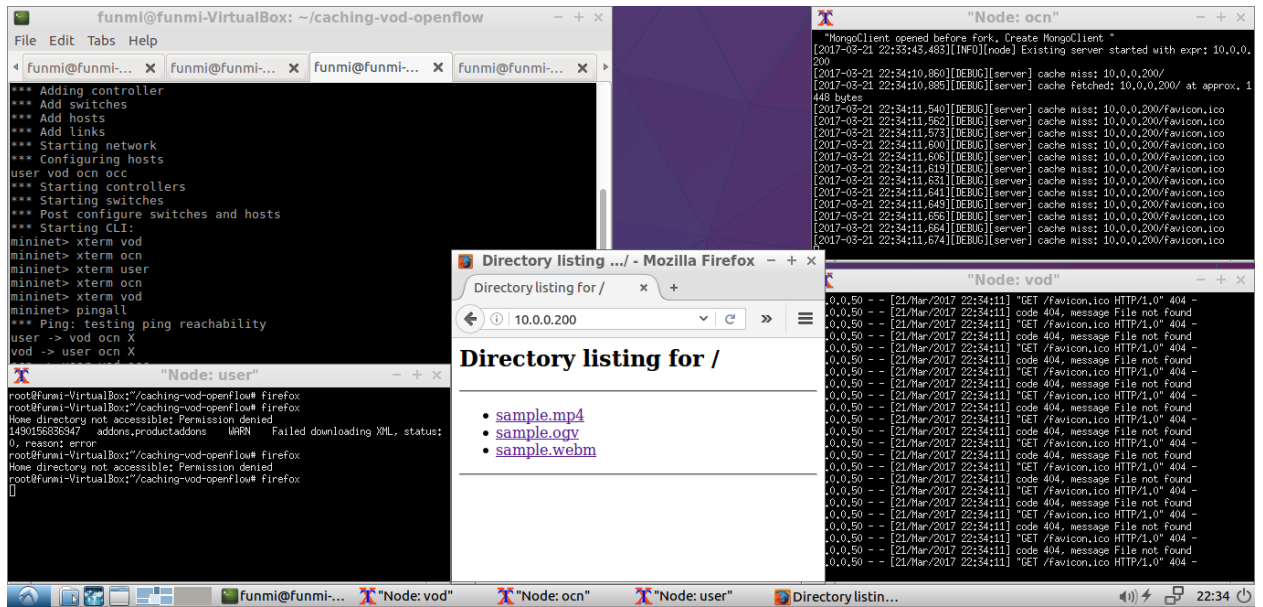 funmi@funmi-VirtualBox: ~/caching-vod-openflow
File Edit Tabs Help
funmi@funmi-... funmi@funmi-... funmi@funmi-... funmi@funmi-...
*** Adding controller
*** Add switches
*** Add hosts
*** Add links
*** Starting network
*** Configuring hosts
user vod ocn occ
*** Starting controllers
*** Starting switches
*** Post configure switches and hosts
*** Starting CLI:
mininet> xterm vod
mininet> xterm ocn
mininet> xterm user
mininet> xterm ocn
mininet> xterm vod
mininet> pingall
*** Ping: testing ping reachability
user -> vod ocn X
vod -> user ocn X
"Node: user"
root@funmi-VirtualBox:~/caching-vod-openflow# firefox
root@funmi-VirtualBox:~/caching-vod-openflow# firefox
Home directory not accessible: Permission denied
1490156836947 addons.productaddons WARN Failed downloading XML, status:
0, reason: error
root@funmi-VirtualBox:~/caching-vod-openflow# firefox
Home directory not accessible: Permission denied
root@funmi-VirtualBox:~/caching-vod-openflow# firefox
Directory listing .../ - Mozilla Firefox
Directory listing for /
10.0.0.200
Directory listing for /
sample.mp4
sample.ogv
sample.webm
"Node: ocn"
"MongoClient opened before fork. Create MongoClient "
[2017-03-21 22:33:43,483][INFO][node] Existing server started with expr: 10.0.0.
200
[2017-03-21 22:34:10,860][DEBUG][server] cache miss: 10.0.0.200/
[2017-03-21 22:34:10,885][DEBUG][server] cache fetched: 10.0.0.200/ at approx. 1
448 bytes
[2017-03-21 22:34:11,540][DEBUG][server] cache miss: 10.0.0.200/favicon.ico
[2017-03-21 22:34:11,562][DEBUG][server] cache miss: 10.0.0.200/favicon.ico
[2017-03-21 22:34:11,573][DEBUG][server] cache miss: 10.0.0.200/favicon.ico
[2017-03-21 22:34:11,600][DEBUG][server] cache miss: 10.0.0.200/favicon.ico
[2017-03-21 22:34:11,606][DEBUG][server] cache miss: 10.0.0.200/favicon.ico
[2017-03-21 22:34:11,619][DEBUG][server] cache miss: 10.0.0.200/favicon.ico
[2017-03-21 22:34:11,631][DEBUG][server] cache miss: 10.0.0.200/favicon.ico
[2017-03-21 22:34:11,641][DEBUG][server] cache miss: 10.0.0.200/favicon.ico
[2017-03-21 22:34:11,649][DEBUG][server] cache miss: 10.0.0.200/favicon.ico
[2017-03-21 22:34:11,656][DEBUG][server] cache miss: 10.0.0.200/favicon.ico
[2017-03-21 22:34:11,664][DEBUG][server] cache miss: 10.0.0.200/favicon.ico
[2017-03-21 22:34:11,674][DEBUG][server] cache miss: 10.0.0.200/favicon.ico
"Node: vod"
.0.0.50 - - [21/Mar/2017 22:34:11] "GET /favicon.ico HTTP/1.0" 404 -
.0.0.50 - - [21/Mar/2017 22:34:11] code 404, message File not found
.0.0.50 - - [21/Mar/2017 22:34:11] "GET /favicon.ico HTTP/1.0" 404 -
.0.0.50 - - [21/Mar/2017 22:34:11] code 404, message File not found
.0.0.50 - - [21/Mar/2017 22:34:11] "GET /favicon.ico HTTP/1.0" 404 -
.0.0.50 - - [21/Mar/2017 22:34:11] code 404, message File not found
.0.0.50 - - [21/Mar/2017 22:34:11] "GET /favicon.ico HTTP/1.0" 404 -
.0.0.50 - - [21/Mar/2017 22:34:11] code 404, message File not found
.0.0.50 - - [21/Mar/2017 22:34:11] "GET /favicon.ico HTTP/1.0" 404 -
.0.0.50 - - [21/Mar/2017 22:34:11] code 404, message File not found
.0.0.50 - - [21/Mar/2017 22:34:11] "GET /favicon.ico HTTP/1.0" 404 -
.0.0.50 - - [21/Mar/2017 22:34:11] code 404, message File not found
.0.0.50 - - [21/Mar/2017 22:34:11] "GET /favicon.ico HTTP/1.0" 404 -
.0.0.50 - - [21/Mar/2017 22:34:11] code 404, message File not found
.0.0.50 - - [21/Mar/2017 22:34:11] "GET /favicon.ico HTTP/1.0" 404 -
.0.0.50 - - [21/Mar/2017 22:34:11] code 404, message File not found
.0.0.50 - - [21/Mar/2017 22:34:11] "GET /favicon.ico HTTP/1.0" 404 -
.0.0.50 - - [21/Mar/2017 22:34:11] code 404, message File not found
.0.0.50 - - [21/Mar/2017 22:34:11] "GET /favicon.ico HTTP/1.0" 404 -
.0.0.50 - - [21/Mar/2017 22:34:11] code 404, message File not found
.0.0.50 - - [21/Mar/2017 22:34:11] "GET /favicon.ico HTTP/1.0" 404 -
.0.0.50 - - [21/Mar/2017 22:34:11] code 404, message File not found
.0.0.50 - - [21/Mar/2017 22:34:11] "GET /favicon.ico HTTP/1.0" 404 -
funmi@funmi-... "Node: vod" "Node: ocn" "Node: user" Directory listin... 22:34